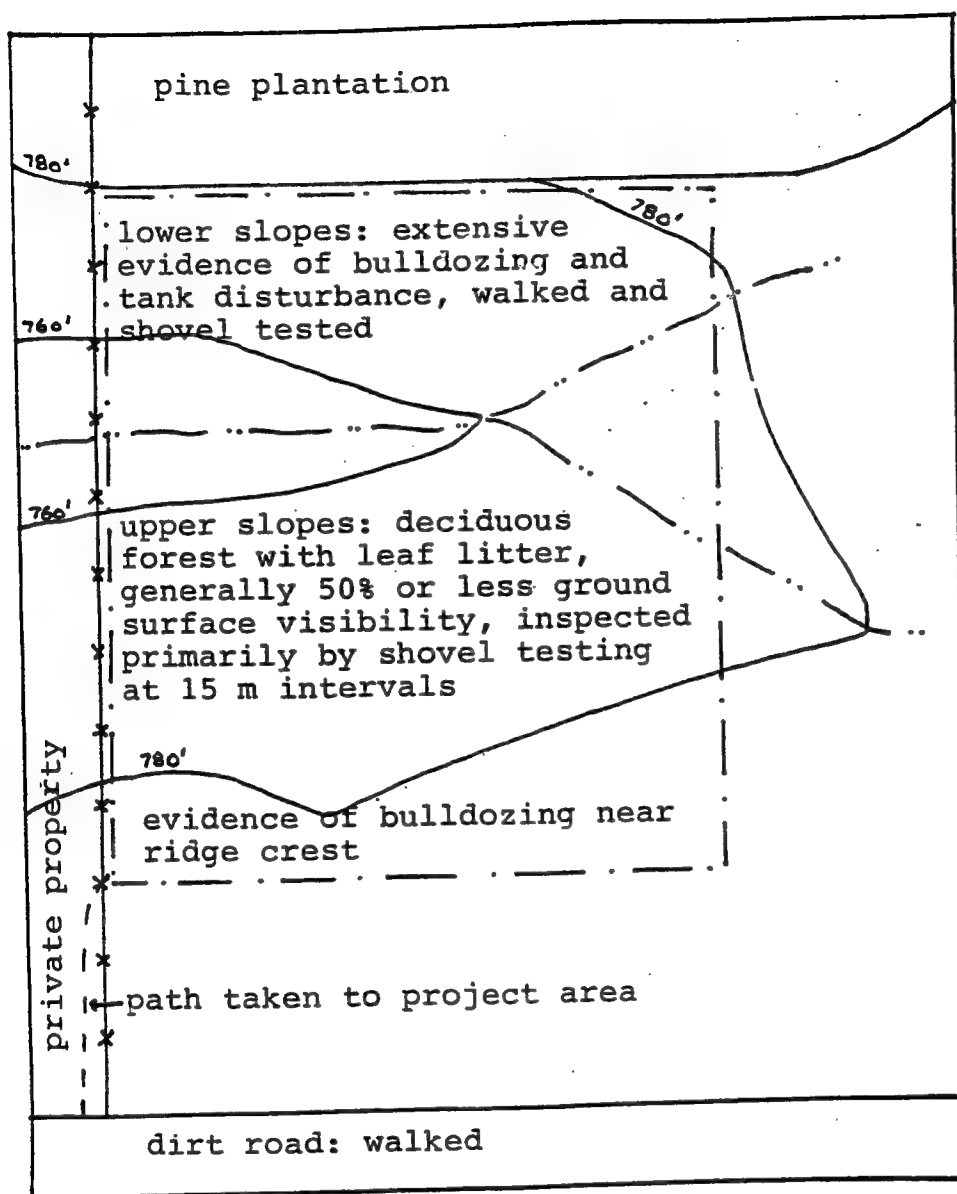 pine plantation
780'
780'
lower slopes: extensive
evidence of bulldozing and
tank disturbance, walked and
shovel tested
760'
760'
upper slopes: deciduous
forest with leaf litter,
generally 50% or less ground
surface visibility, inspected
primarily by shovel testing
at 15 m intervals
780'
private property
evidence of bulldozing near
ridge crest
path taken to project area
dirt road: walked